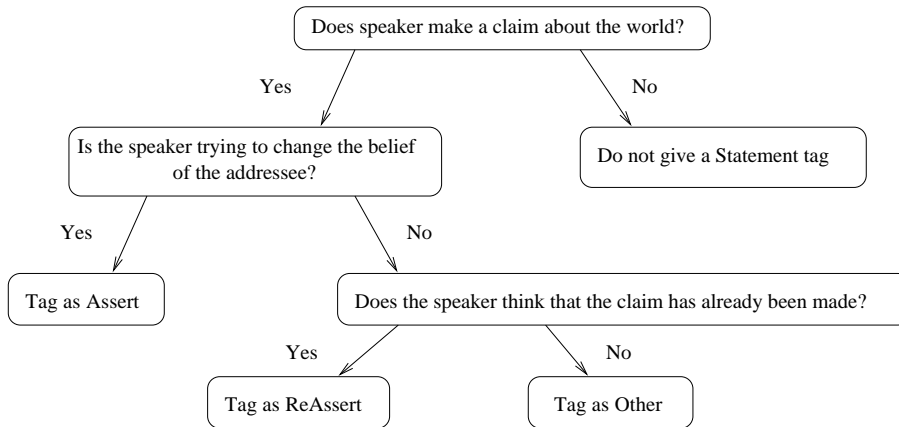 Does speaker make a claim about the world?
Yes
No
Is the speaker trying to change the belief
of the addressee?
Do not give a Statement tag
Yes
No
Tag as Assert
Does the speaker think that the claim has already been made?
Yes
No
Tag as ReAssert
Tag as Other